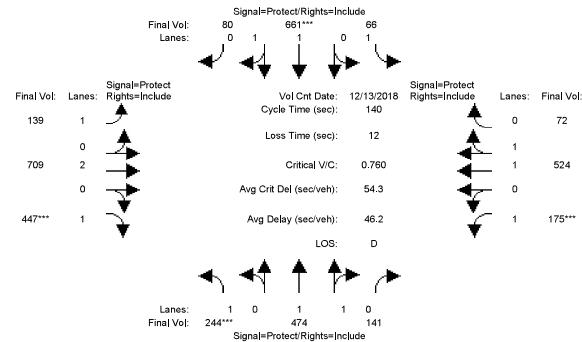 Signal=Protect/Rights=Include
Final Vol: 80 661*** 66
Lanes: 0 1 1 0 1
Signal=Protect
Final Vol: Lanes: Rights=Include
Vol Cnt Date: 12/13/2018
Cycle Time (sec): 140
Signal=Protect
Rights=Include Lanes: Final Vol:
139 1
0 72
Loss Time (sec): 12
0
1
709 2
Critical V/C: 0.760
1 524
0
Avg Crit Del (sec/veh): 54.3
0
447*** 1
Avg Delay (sec/veh): 46.2
1 175***
LOS: D
Lanes: 1 0 1 1 0
Final Vol: 244*** 474 141
Signal=Protect/Rights=Include